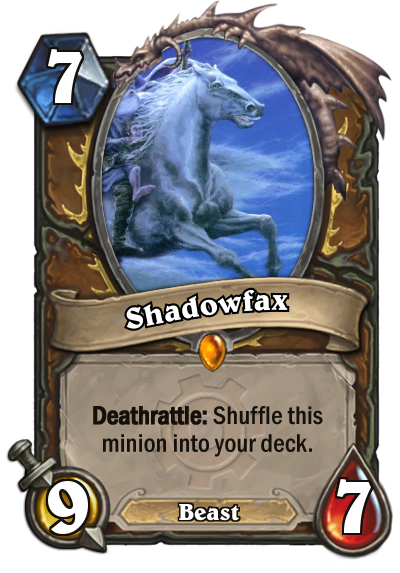 7
Shadowfax
Deathrattle: Shuffle this
minion into your deck.
9
Beast
7